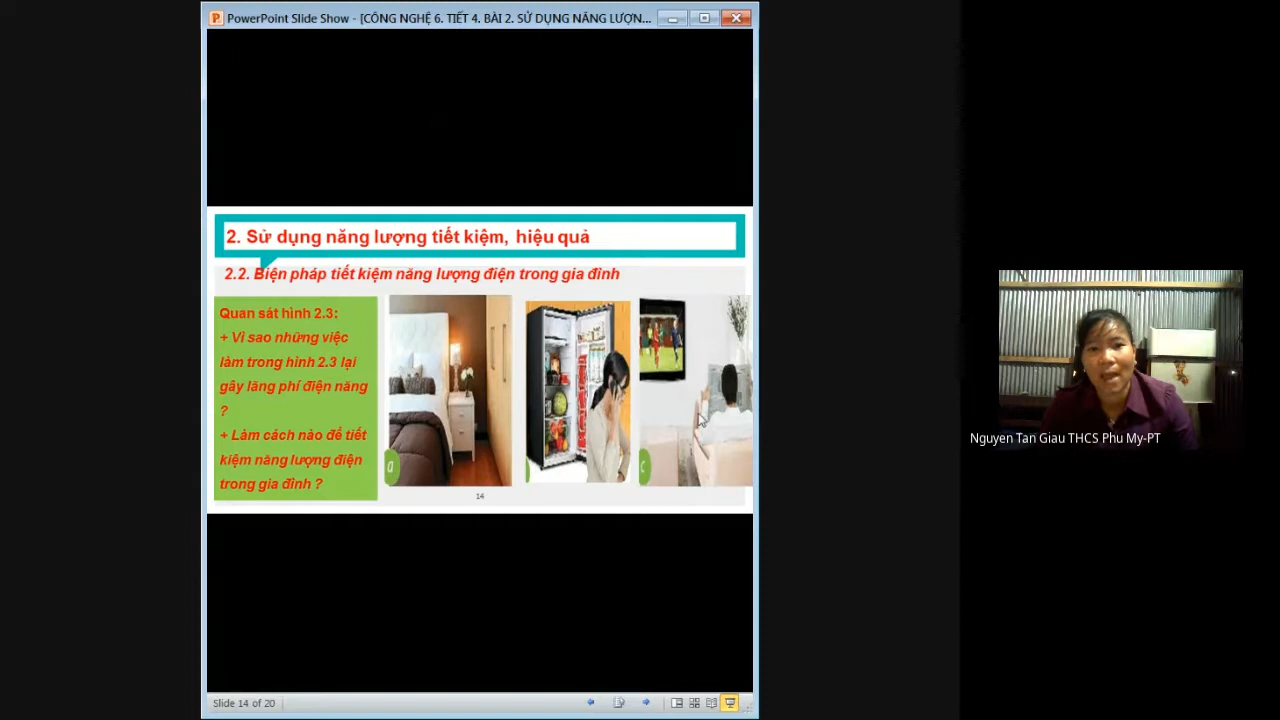 PowerPoint Slide Show - [CÔNG NGHỆ 6. TIẾT 4. BÀI 2. SỬ DỤNG NĂNG LƯỢN...
2. Sử dụng năng lượng tiết kiệm, hiệu quả
2.2. Biện pháp tiết kiệm năng lượng điện trong gia đình
Quan sát hình 2.3:
+ Vì sao những việc
làm trong hình 2.3 lại
gây lãng phí điện năng
?
+ Làm cách nào để tiết
kiệm năng lượng điện
trong gia đình ?
a
c
14
Nguyen Tan Giau THCS Phu My-PT
Slide 14 of 20